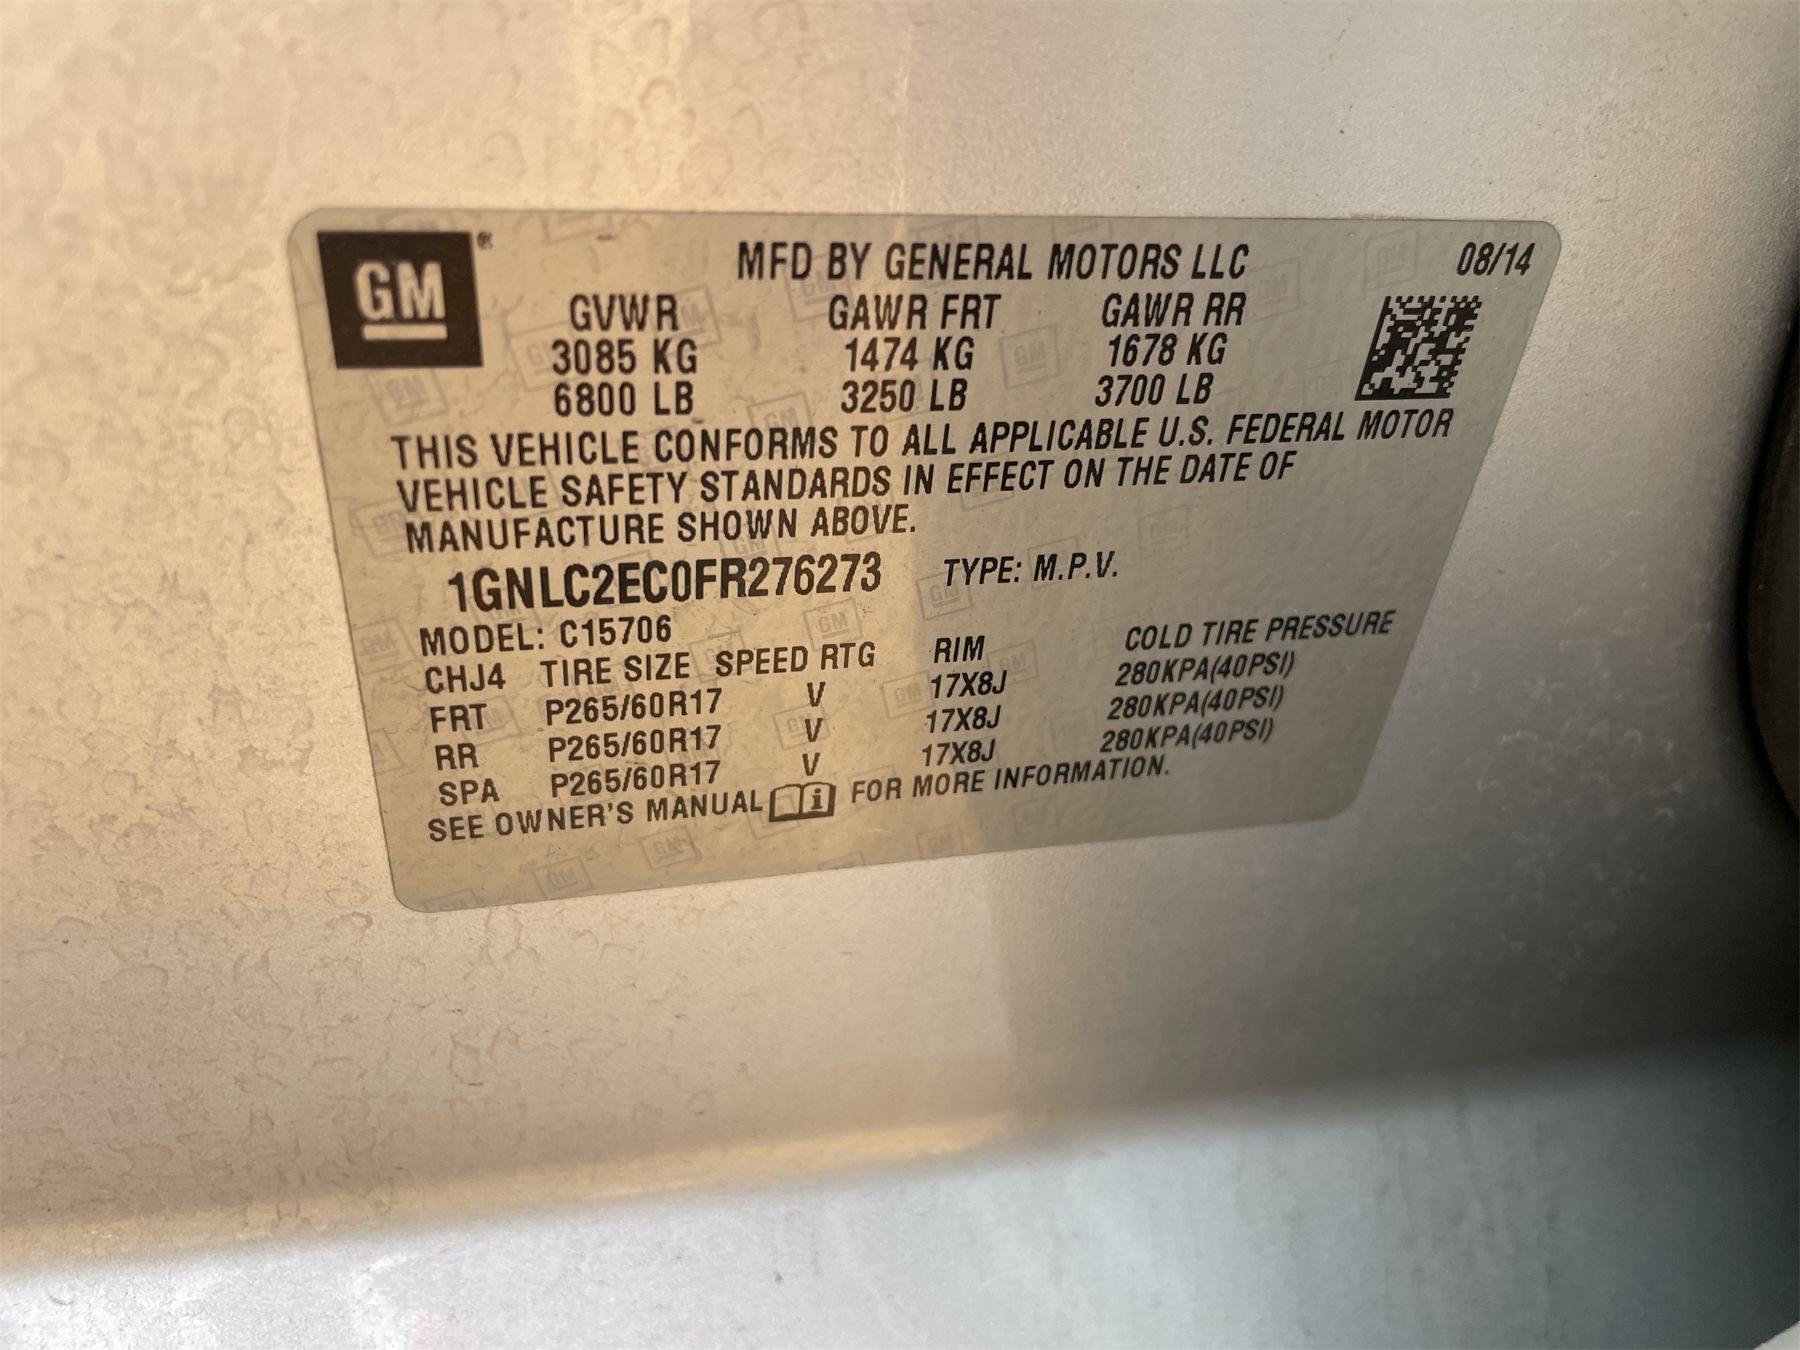 GM ®
MFD BY GENERAL MOTORS LLC 08/14
GVWR GAWR FRT GAWR RR
3085 KG 1474 KG 1678 KG
6800 LB 3250 LB 3700 LB
THIS VEHICLE CONFORMS TO ALL APPLICABLE U.S. FEDERAL MOTOR
VEHICLE SAFETY STANDARDS IN EFFECT ON THE DATE OF
MANUFACTURE SHOWN ABOVE.
1GNLC2EC0FR276273 TYPE: M.P.V.
MODEL: C15706
CHJ4 TIRE SIZE SPEED RTG RIM COLD TIRE PRESSURE
FRT P265/60R17 V 17X8J 280KPA(40PSI)
RR P265/60R17 V 17X8J 280KPA(40PSI)
SPA P265/60R17 V 17X8J 280KPA(40PSI)
SEE OWNER'S MANUAL i FOR MORE INFORMATION.